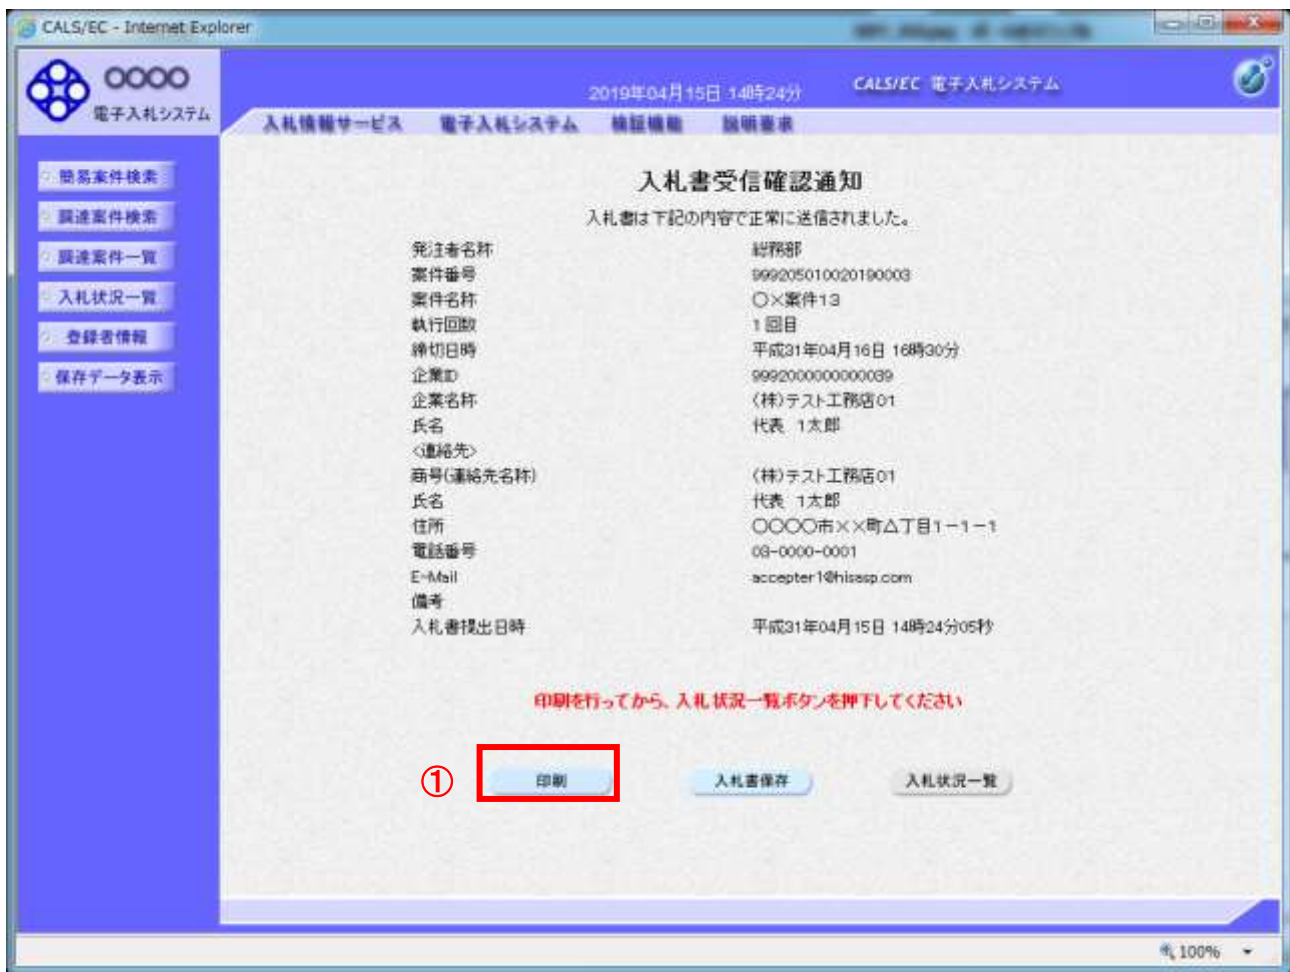 CALS/EC - Internet Explorer
OOOO
電子入札システム
2019年04月15日 14時24分
CALS/EC 電子入札システム
入札情報サービス 電子入札システム 検証機能 説明要求
簡易案件検索
調達案件検索
調達案件一覧
入札状況一覧
登録者情報
保存データ表示
入札書受信確認通知
入札書は下記の内容で正常に送信されました。
発注者名称 総務部
案件番号 999205010020190003
案件名称 〇×案件13
執行回数 1回目
締切日時 平成31年04月16日 16時30分
企業ID 9992000000000039
企業名称 (株)テスト工務店01
氏名 代表 1太郎
<連絡先>
商号(連絡先名称) (株)テスト工務店01
氏名 代表 1太郎
住所 〇〇〇〇市××町△丁目1-1-1
電話番号 03-0000-0001
E-Mail accepter1@hisasp.com
備考
入札書提出日時 平成31年04月15日 14時24分05秒
印刷を行ってから、入札状況一覧ボタンを押下してください
① 印刷 入札書保存 入札状況一覧
100%